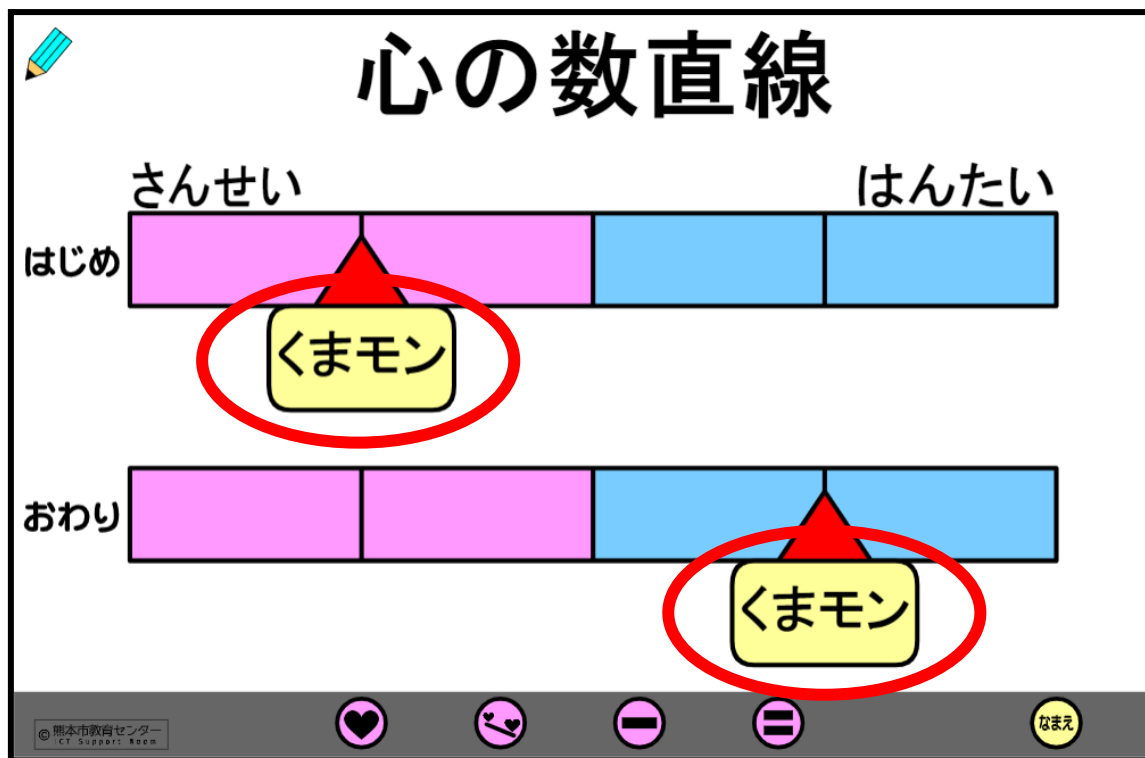 心の数直線
さんせい
はんたい
はじめ
くまモン
おわり
くまモン
©熊本市教育センター
ICT Support Room
なまえ